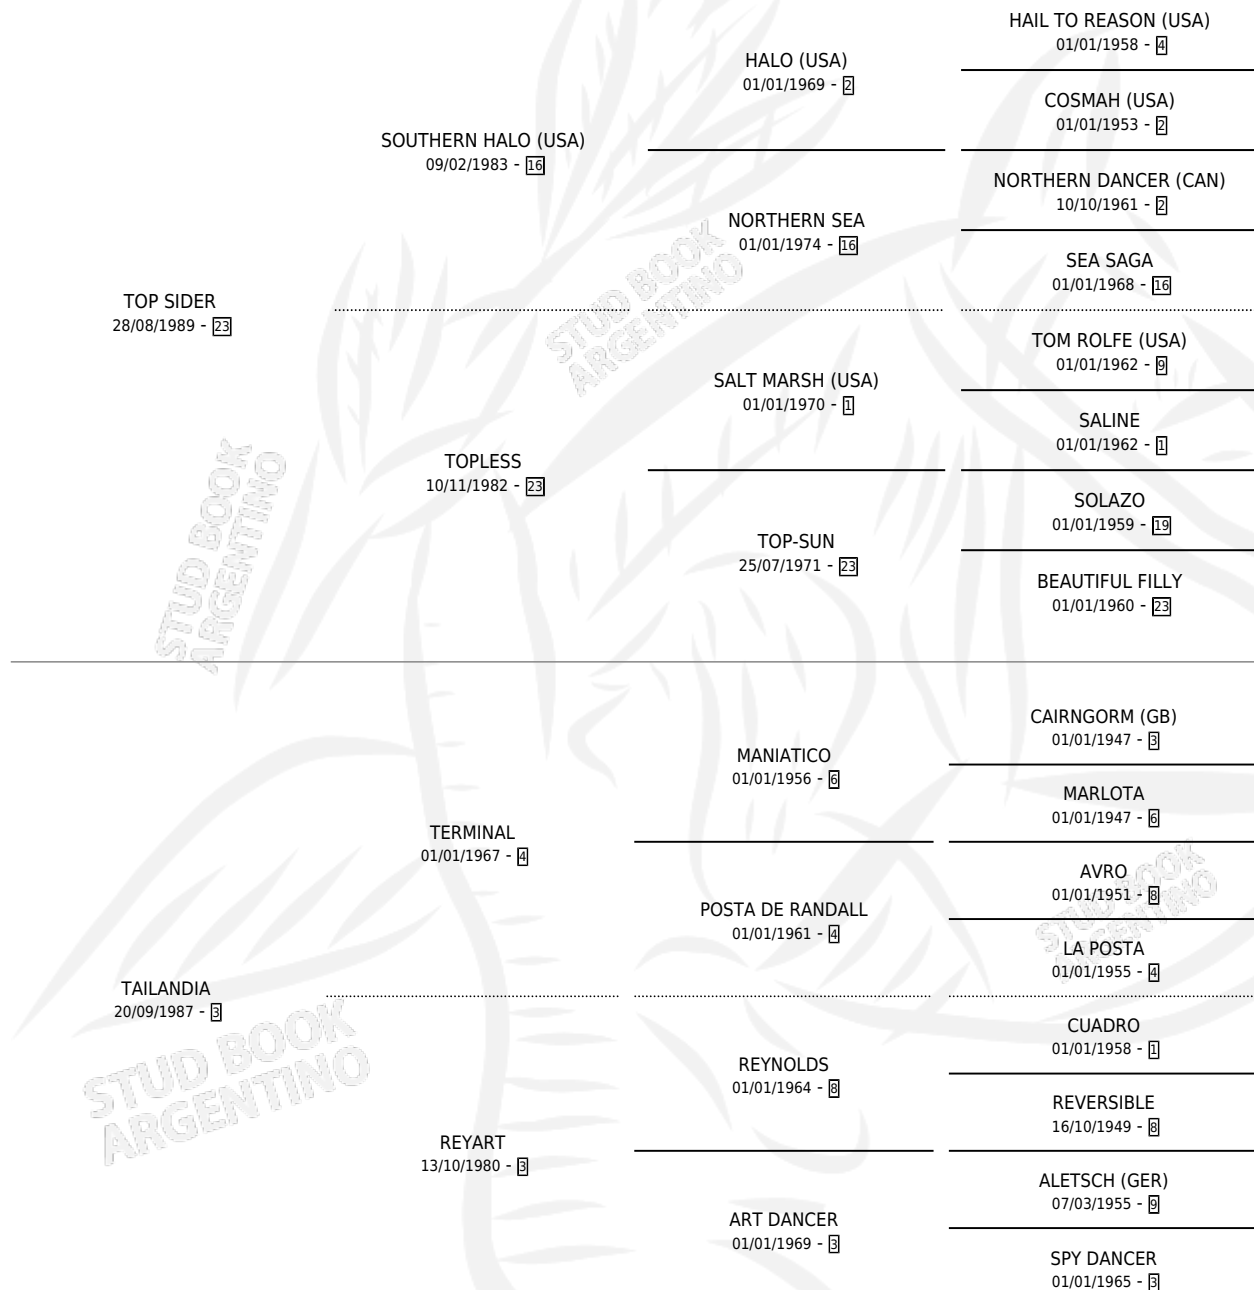 HAIL TO REASON (USA)
01/01/1958 - 4
HALO (USA)
01/01/1969 - 2
COSMAH (USA)
01/01/1953 - 2
SOUTHERN HALO (USA)
09/02/1983 - 16
NORTHERN DANCER (CAN)
10/10/1961 - 2
NORTHERN SEA
01/01/1974 - 16
SEA SAGA
01/01/1968 - 16
TOP SIDER
28/08/1989 - 23
STUD BOOK
ARGENTINO
TOM ROLFE (USA)
01/01/1962 - 9
SALT MARSH (USA)
01/01/1970 - 1
SALINE
01/01/1962 - 1
TOPLESS
10/11/1982 - 23
SOLAZO
01/01/1959 - 19
TOP-SUN
25/07/1971 - 23
BEAUTIFUL FILLY
01/01/1960 - 23
STUD BOOK
ARGENTINO
CAIRNGORM (GB)
01/01/1947 - 3
MANIATICO
01/01/1956 - 6
MARLOTA
01/01/1947 - 6
TERMINAL
01/01/1967 - 4
AVRO
01/01/1951 - 8
POSTA DE RANDALL
01/01/1961 - 4
LA POSTA
01/01/1955 - 4
STUD BOOK
ARGENTINO
TAILANDIA
20/09/1987 - 3
CUADRO
01/01/1958 - 1
REYNOLDS
01/01/1964 - 8
REVERSIBLE
16/10/1949 - 8
STUD BOOK
ARGENTINO
REYART
13/10/1980 - 3
ALETSCH (GER)
07/03/1955 - 9
ART DANCER
01/01/1969 - 3
SPY DANCER
01/01/1965 - 3